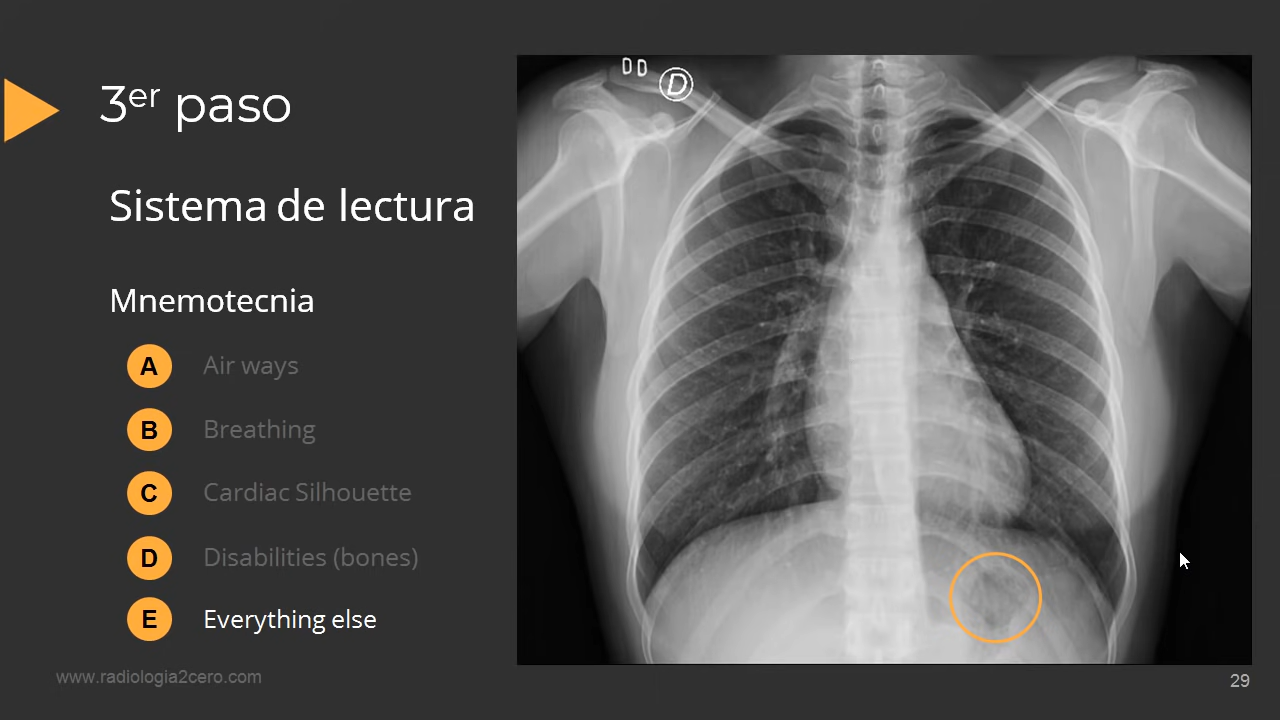 3er paso
Sistema de lectura
Mnemotecnia
A Air ways
B Breathing
C Cardiac Silhouette
D Disabilities (bones)
E Everything else
DD D
www.radiologia2cero.com
29